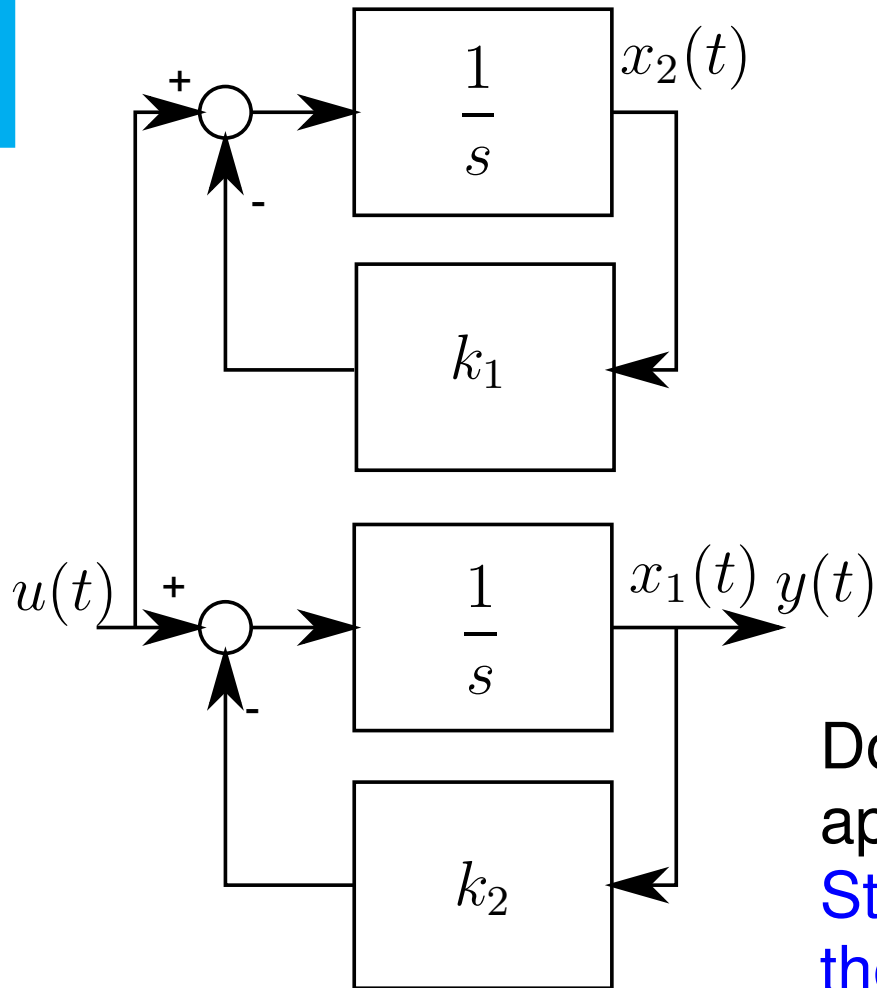 +
x₂(t)
1
s
-
k₁
u(t)
+
1
s
x₁(t)
y(t)
-
k₂